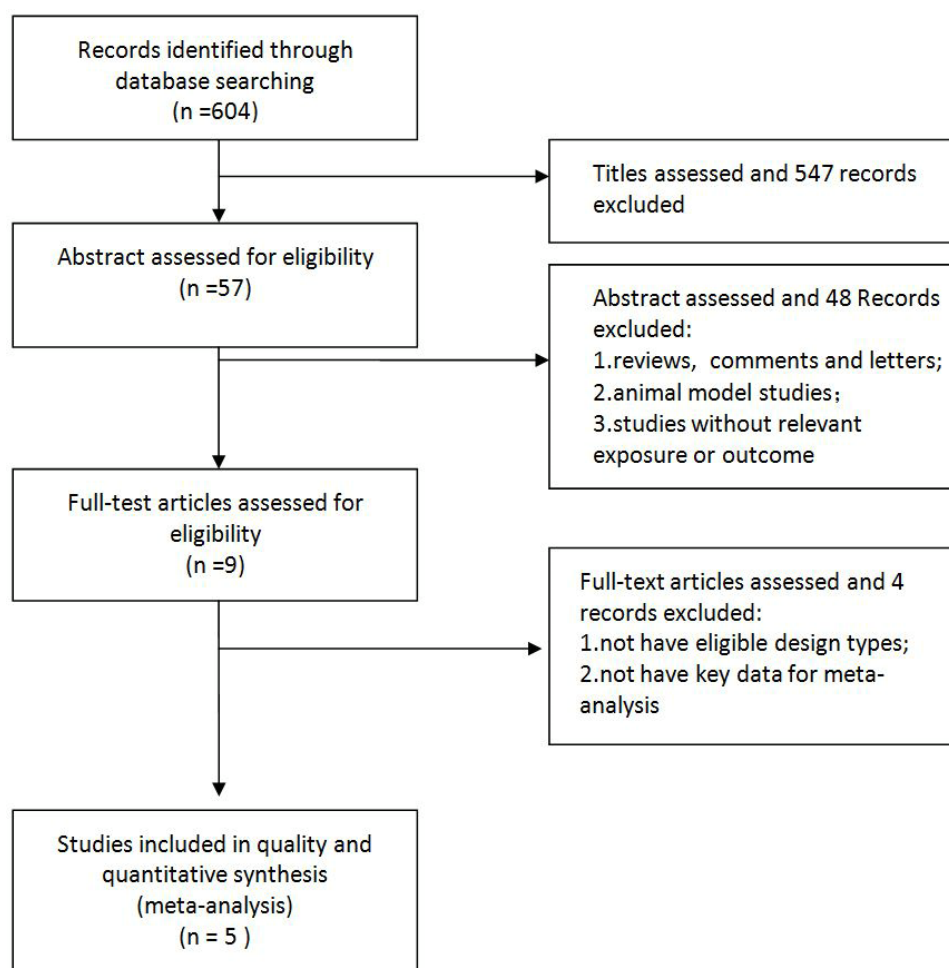 Records identified through
database searching
(n =604)
Titles assessed and 547 records
excluded
Abstract assessed for eligibility
(n =57)
Abstract assessed and 48 Records
excluded:
1.reviews, comments and letters;
2.animal model studies；
3.studies without relevant
exposure or outcome
Full-test articles assessed for
eligibility
(n =9)
Full-text articles assessed and 4
records excluded:
1.not have eligible design types;
2.not have key data for meta-
analysis
Studies included in quality and
quantitative synthesis
(meta-analysis)
(n = 5 )